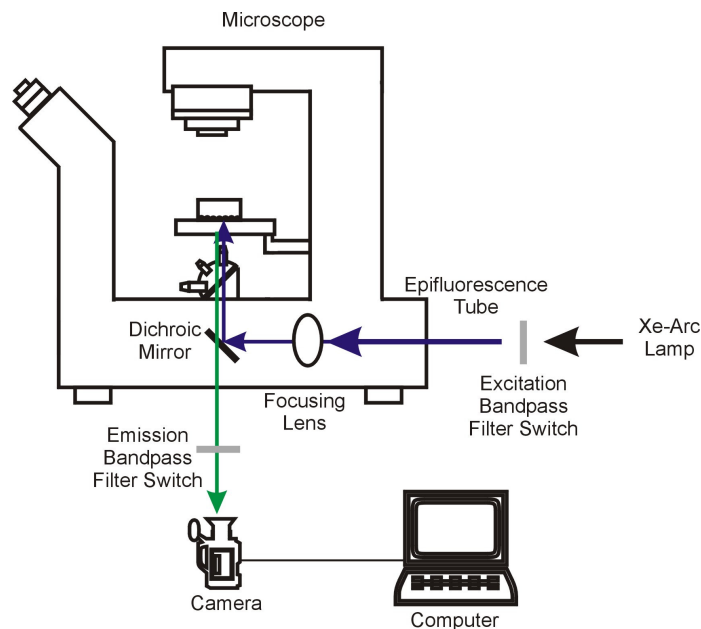 Microscope
Epifluorescence
Tube
Xe-Arc
Lamp
Dichroic
Mirror
Focusing
Lens
Excitation
Bandpass
Filter Switch
Emission
Bandpass
Filter Switch
Camera
Computer